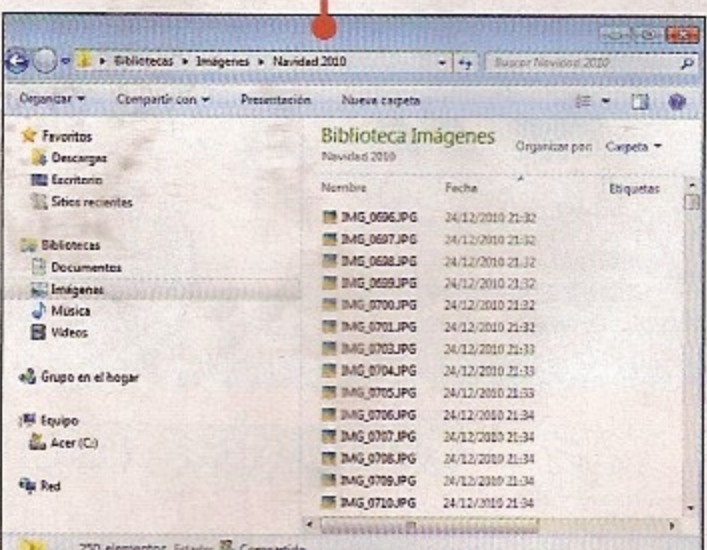 Bibliotecas ▸ Imágenes ▸ Navidad 2010
Buscar Navidad 2010
Organizar
Compartir con
Presentación
Nueva carpeta
Favoritos
Descargas
Escritorio
Sitios recientes
Bibliotecas
Documentos
Imágenes
Música
Vídeos
Grupo en el hogar
Equipo
Acer (C:)
Red
Biblioteca Imágenes
Navidad 2010
Organizar por: Carpeta
Nombre Fecha Etiquetas
IMG_0696.JPG 24/12/2010 21:32
IMG_0697.JPG 24/12/2010 21:32
IMG_0698.JPG 24/12/2010 21:32
IMG_0699.JPG 24/12/2010 21:32
IMG_0700.JPG 24/12/2010 21:32
IMG_0701.JPG 24/12/2010 21:32
IMG_0703.JPG 24/12/2010 21:33
IMG_0704.JPG 24/12/2010 21:33
IMG_0705.JPG 24/12/2010 21:33
IMG_0706.JPG 24/12/2010 21:34
IMG_0707.JPG 24/12/2010 21:34
IMG_0708.JPG 24/12/2010 21:34
IMG_0709.JPG 24/12/2010 21:34
IMG_0710.JPG 24/12/2010 21:34
250 elementos Estado: Compartido